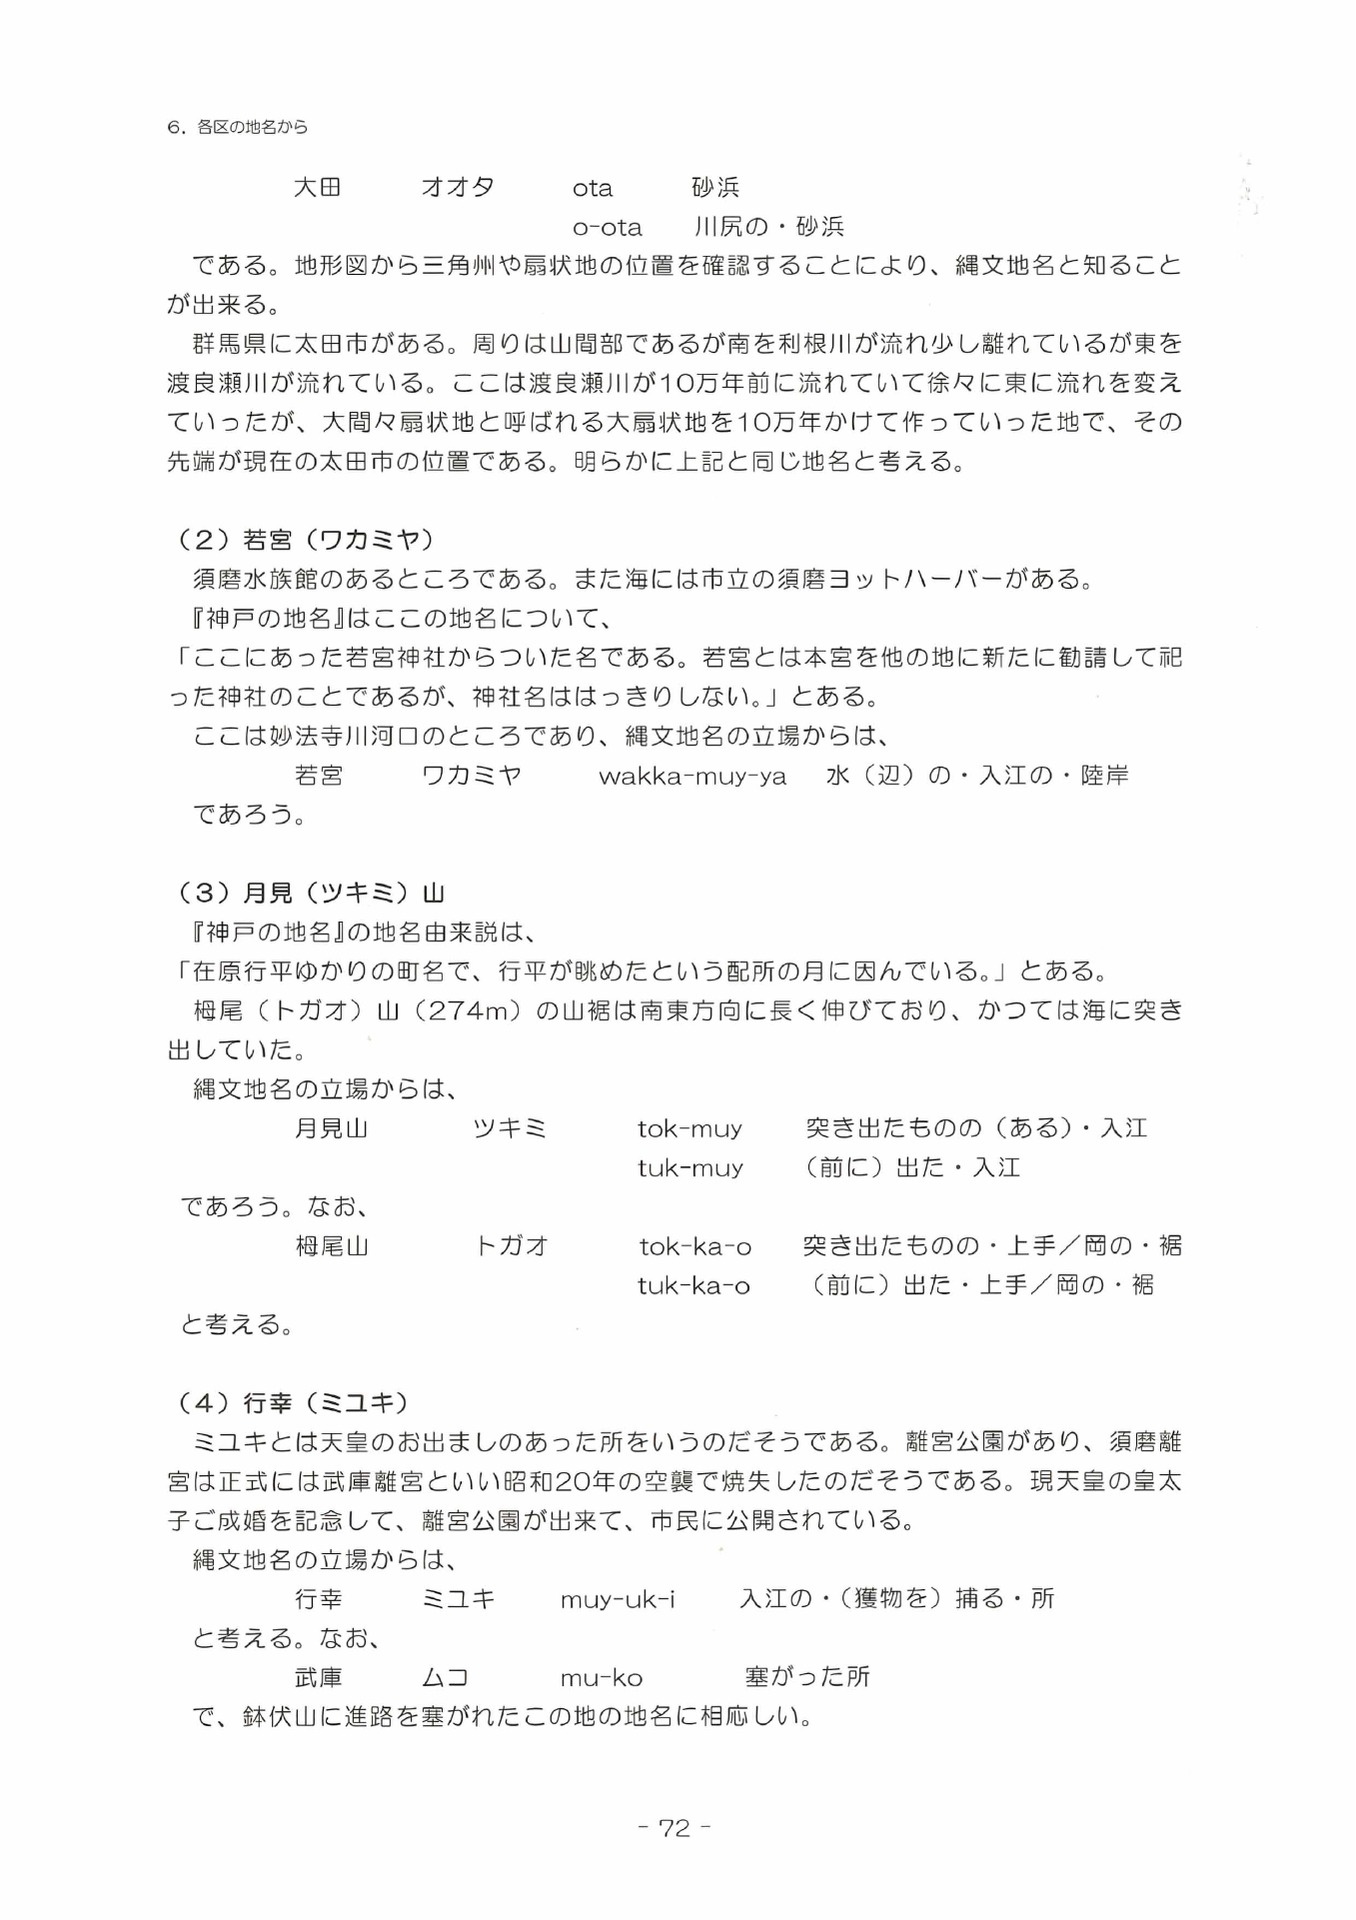 6．各区の地名から
大田　オオタ　ota　砂浜
o-ota　川尻の・砂浜
である。地形図から三角州や扇状地の位置を確認することにより、縄文地名と知ること
が出来る。
群馬県に太田市がある。周りは山間部であるが南を利根川が流れ少し離れているが東を
渡良瀬川が流れている。ここは渡良瀬川が10万年前に流れていて徐々に東に流れを変え
ていったが、大間々扇状地と呼ばれる大扇状地を10万年かけて作っていった地で、その
先端が現在の太田市の位置である。明らかに上記と同じ地名と考える。
（2）若宮（ワカミヤ）
須磨水族館のあるところである。また海には市立の須磨ヨットハーバーがある。
『神戸の地名』はここの地名について、
「ここにあった若宮神社からついた名である。若宮とは本宮を他の地に新たに勧請して祀
った神社のことであるが、神社名ははっきりしない。」とある。
ここは妙法寺川河口のところであり、縄文地名の立場からは、
若宮　ワカミヤ　wakka-muy-ya　水（辺）の・入江の・陸岸
であろう。
（3）月見（ツキミ）山
『神戸の地名』の地名由来説は、
「在原行平ゆかりの町名で、行平が眺めたという配所の月に因んでいる。」とある。
栂尾（トガオ）山（274m）の山裾は南東方向に長く伸びており、かつては海に突き
出していた。
縄文地名の立場からは、
月見山　ツキミ　tok-muy　突き出たものの（ある）・入江
tuk-muy　（前に）出た・入江
であろう。なお、
栂尾山　トガオ　tok-ka-o　突き出たものの・上手／岡の・裾
tuk-ka-o　（前に）出た・上手／岡の・裾
と考える。
（4）行幸（ミユキ）
ミユキとは天皇のお出ましのあった所をいうのだそうである。離宮公園があり、須磨離
宮は正式には武庫離宮といい昭和20年の空襲で焼失したのだそうである。現天皇の皇太
子ご成婚を記念して、離宮公園が出来て、市民に公開されている。
縄文地名の立場からは、
行幸　ミユキ　muy-uk-i　入江の・（獲物を）捕る・所
と考える。なお、
武庫　ムコ　mu-ko　塞がった所
で、鉢伏山に進路を塞がれたこの地の地名に相応しい。
- 72 -